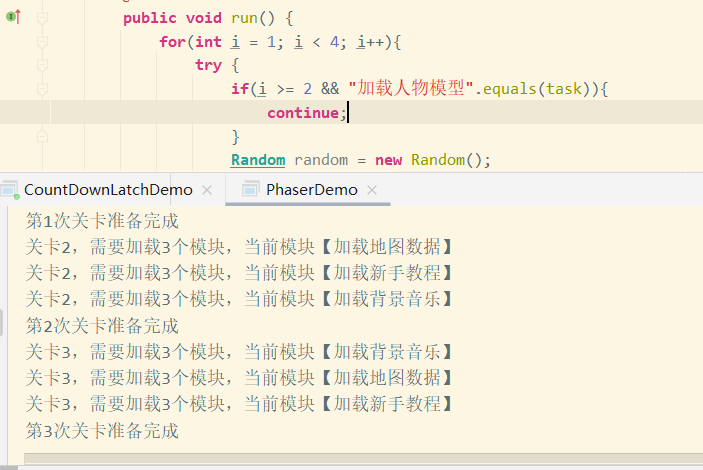 public void run() {
for(int i = 1; i < 4; i++){
try {
if(i >= 2 && "加载人物模型".equals(task)){
continue;
}
Random random = new Random();
CountDownLatchDemo × PhaserDemo ×
第1次关卡准备完成
关卡2，需要加载3个模块，当前模块【加载地图数据】
关卡2，需要加载3个模块，当前模块【加载新手教程】
关卡2，需要加载3个模块，当前模块【加载背景音乐】
第2次关卡准备完成
关卡3，需要加载3个模块，当前模块【加载背景音乐】
关卡3，需要加载3个模块，当前模块【加载地图数据】
关卡3，需要加载3个模块，当前模块【加载新手教程】
第3次关卡准备完成